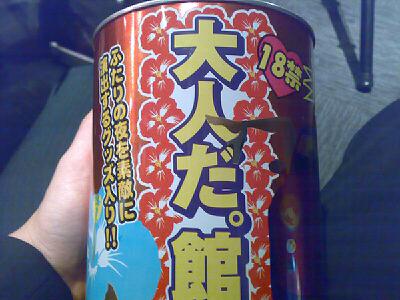 大人だ。館
18禁
ふたりの夜を素敵に
演出するグッズ入り!!